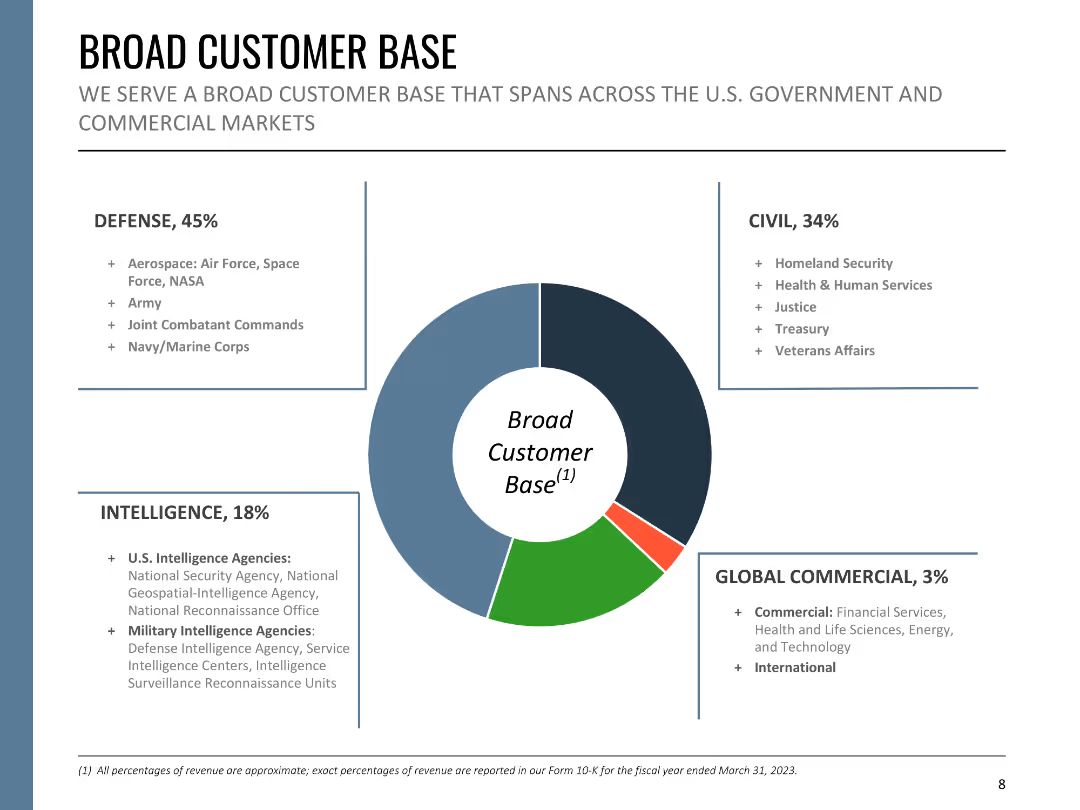 BROAD CUSTOMER BASE
WE SERVE A BROAD CUSTOMER BASE THAT SPANS ACROSS THE U.S. GOVERNMENT AND
COMMERCIAL MARKETS
DEFENSE, 45%
+ Aerospace: Air Force, Space
Force, NASA
+ Army
+ Joint Combatant Commands
+ Navy/Marine Corps
CIVIL, 34%
+ Homeland Security
+ Health & Human Services
+ Justice
+ Treasury
+ Veterans Affairs
Broad
Customer
Base(1)
INTELLIGENCE, 18%
+ U.S. Intelligence Agencies:
National Security Agency, National
Geospatial-Intelligence Agency,
National Reconnaissance Office
+ Military Intelligence Agencies:
Defense Intelligence Agency, Service
Intelligence Centers, Intelligence
Surveillance Reconnaissance Units
GLOBAL COMMERCIAL, 3%
+ Commercial: Financial Services,
Health and Life Sciences, Energy,
and Technology
+ International
(1) All percentages of revenue are approximate; exact percentages of revenue are reported in our Form 10-K for the fiscal year ended March 31, 2023.
8